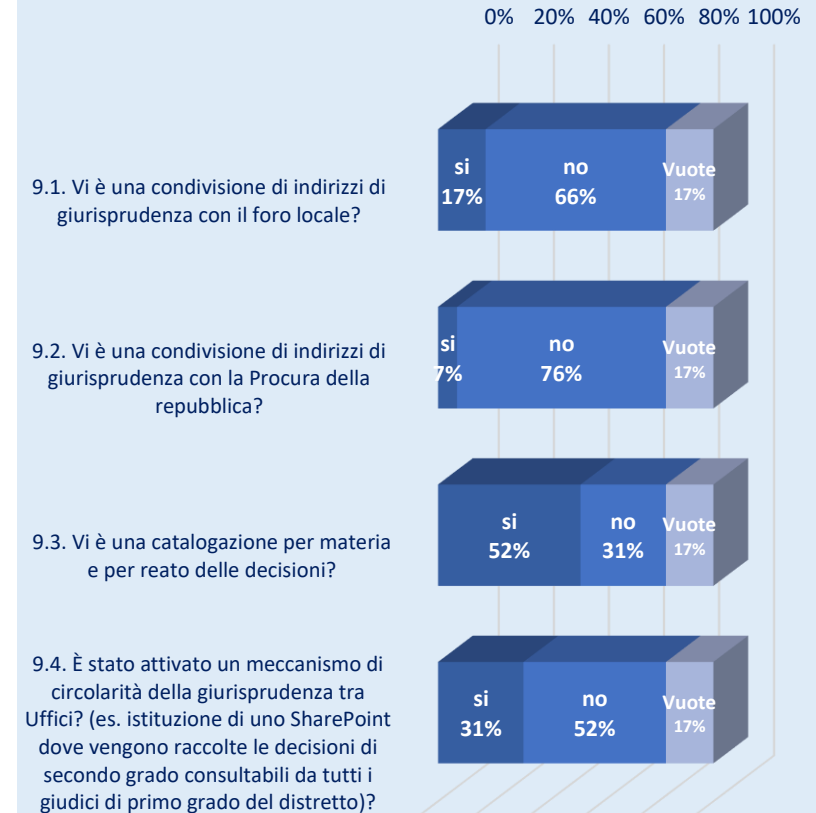 0% 20% 40% 60% 80% 100%
9.1. Vi è una condivisione di indirizzi di
giurisprudenza con il foro locale?
si
17%
no
66%
Vuote
17%
9.2. Vi è una condivisione di indirizzi di
giurisprudenza con la Procura della
repubblica?
si
7%
no
76%
Vuote
17%
9.3. Vi è una catalogazione per materia
e per reato delle decisioni?
si
52%
no
31%
Vuote
17%
9.4. È stato attivato un meccanismo di
circolarità della giurisprudenza tra
Uffici? (es. istituzione di uno SharePoint
dove vengono raccolte le decisioni di
secondo grado consultabili da tutti i
giudici di primo grado del distretto)?
si
31%
no
52%
Vuote
17%